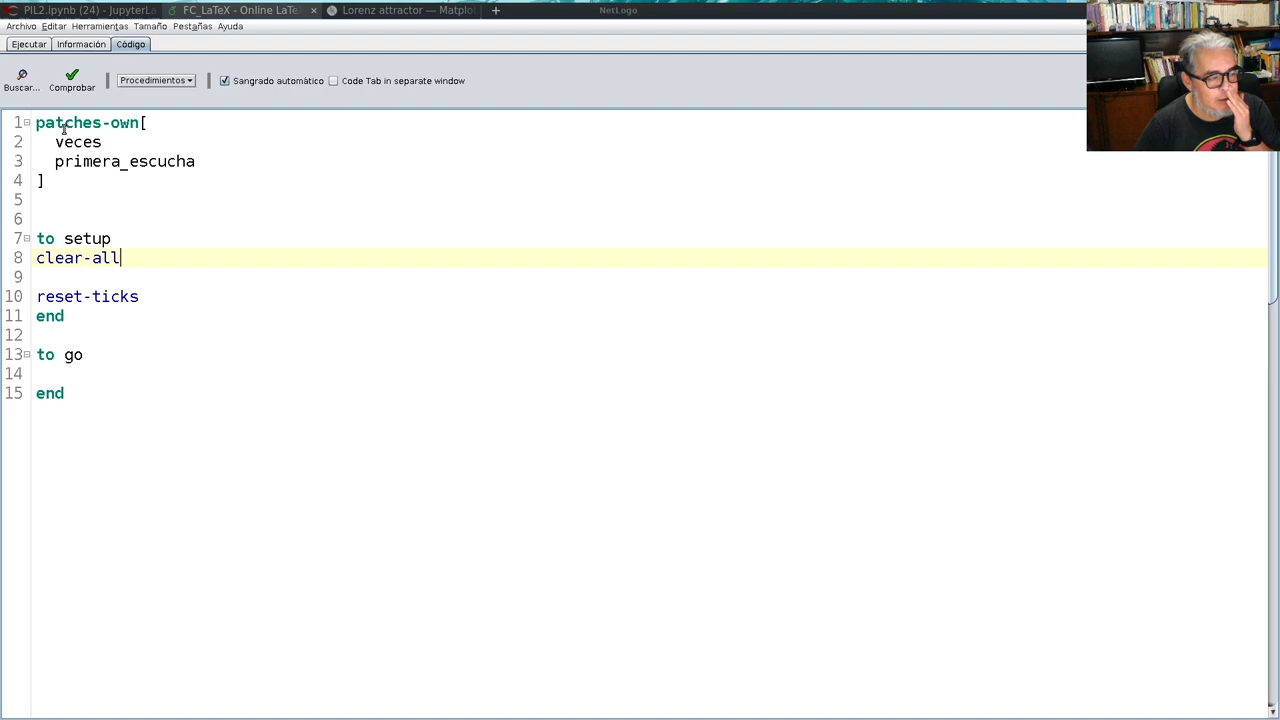 PIL2.ipynb (24) - JupyterLa
FC_LaTeX - Online LaTe
×
Lorenz attractor — Matplo
+
NetLogo
Archivo Editar Herramientas Tamaño Pestañas Ayuda
Ejecutar Información Código
Buscar...
Comprobar
Procedimientos
Sangrado automático
Code Tab in separate window
1 patches-own[
2 veces
3 primera_escucha
4 ]
5
6
7 to setup
8 clear-all
9
10 reset-ticks
11 end
12
13 to go
14
15 end